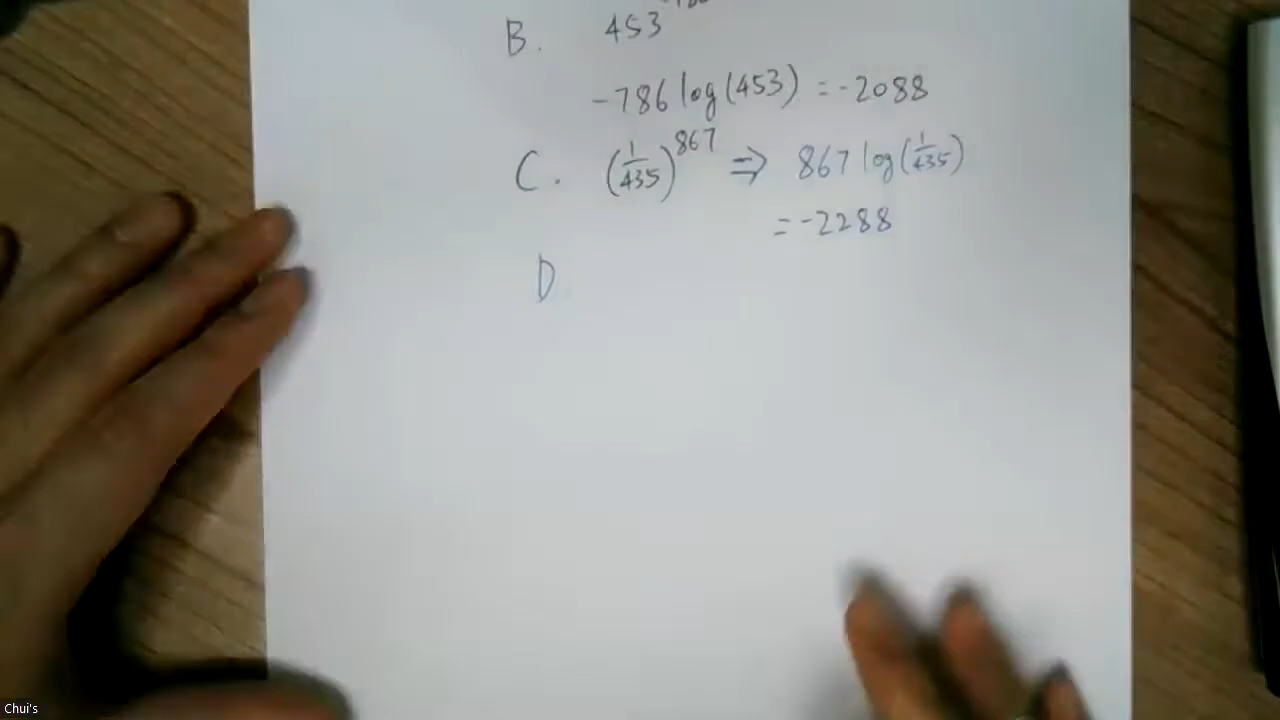 B. 453
-786 log(453) = -2088
C. (1/435)^867 ⇒ 867 log(1/435)
= -2288
D
Chui's